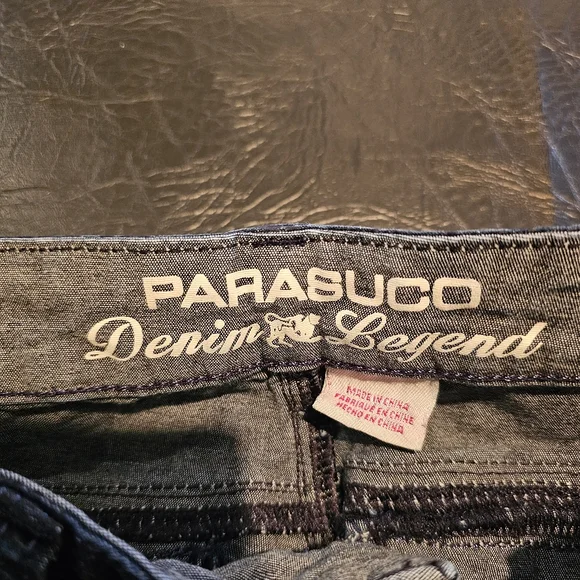 PARASUCO
Denim Legend
MADE IN CHINA
FABRIQUÉ EN CHINE
HECHO EN CHINA